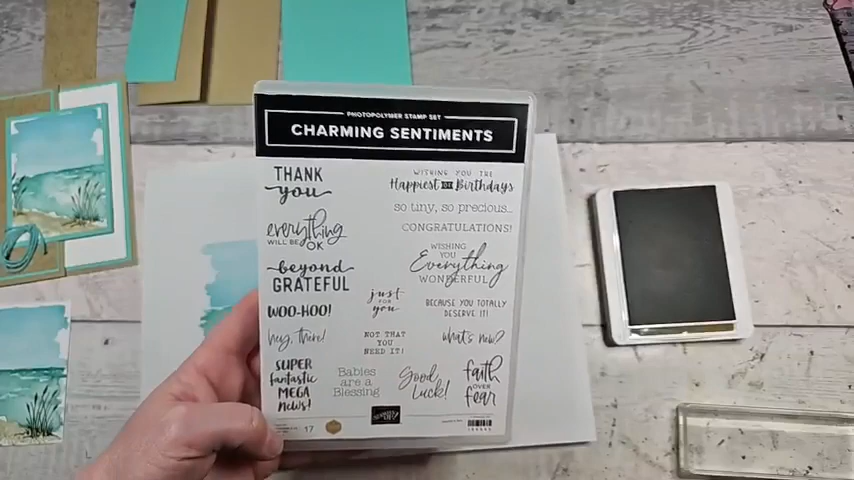 PHOTOPOLYMER STAMP SET
CHARMING SENTIMENTS
THANK
you
everything
WILL BE OK
beyond
GRATEFUL
WOO-HOO!
hey, there!
SUPER
fantastic
MEGA
news!
just
FOR
you
NOT THAT
YOU
NEED IT!
Babies
are a
Blessing
WISHING YOU THE
Happiest OF Birthdays
so tiny, so precious...
CONGRATULATIONS!
WISHING
YOU
Everything
WONDERFUL
BECAUSE YOU TOTALLY
DESERVE IT!
what's new?
Good
Luck!
faith
OVER
fear
17
STAMPIN' UP!